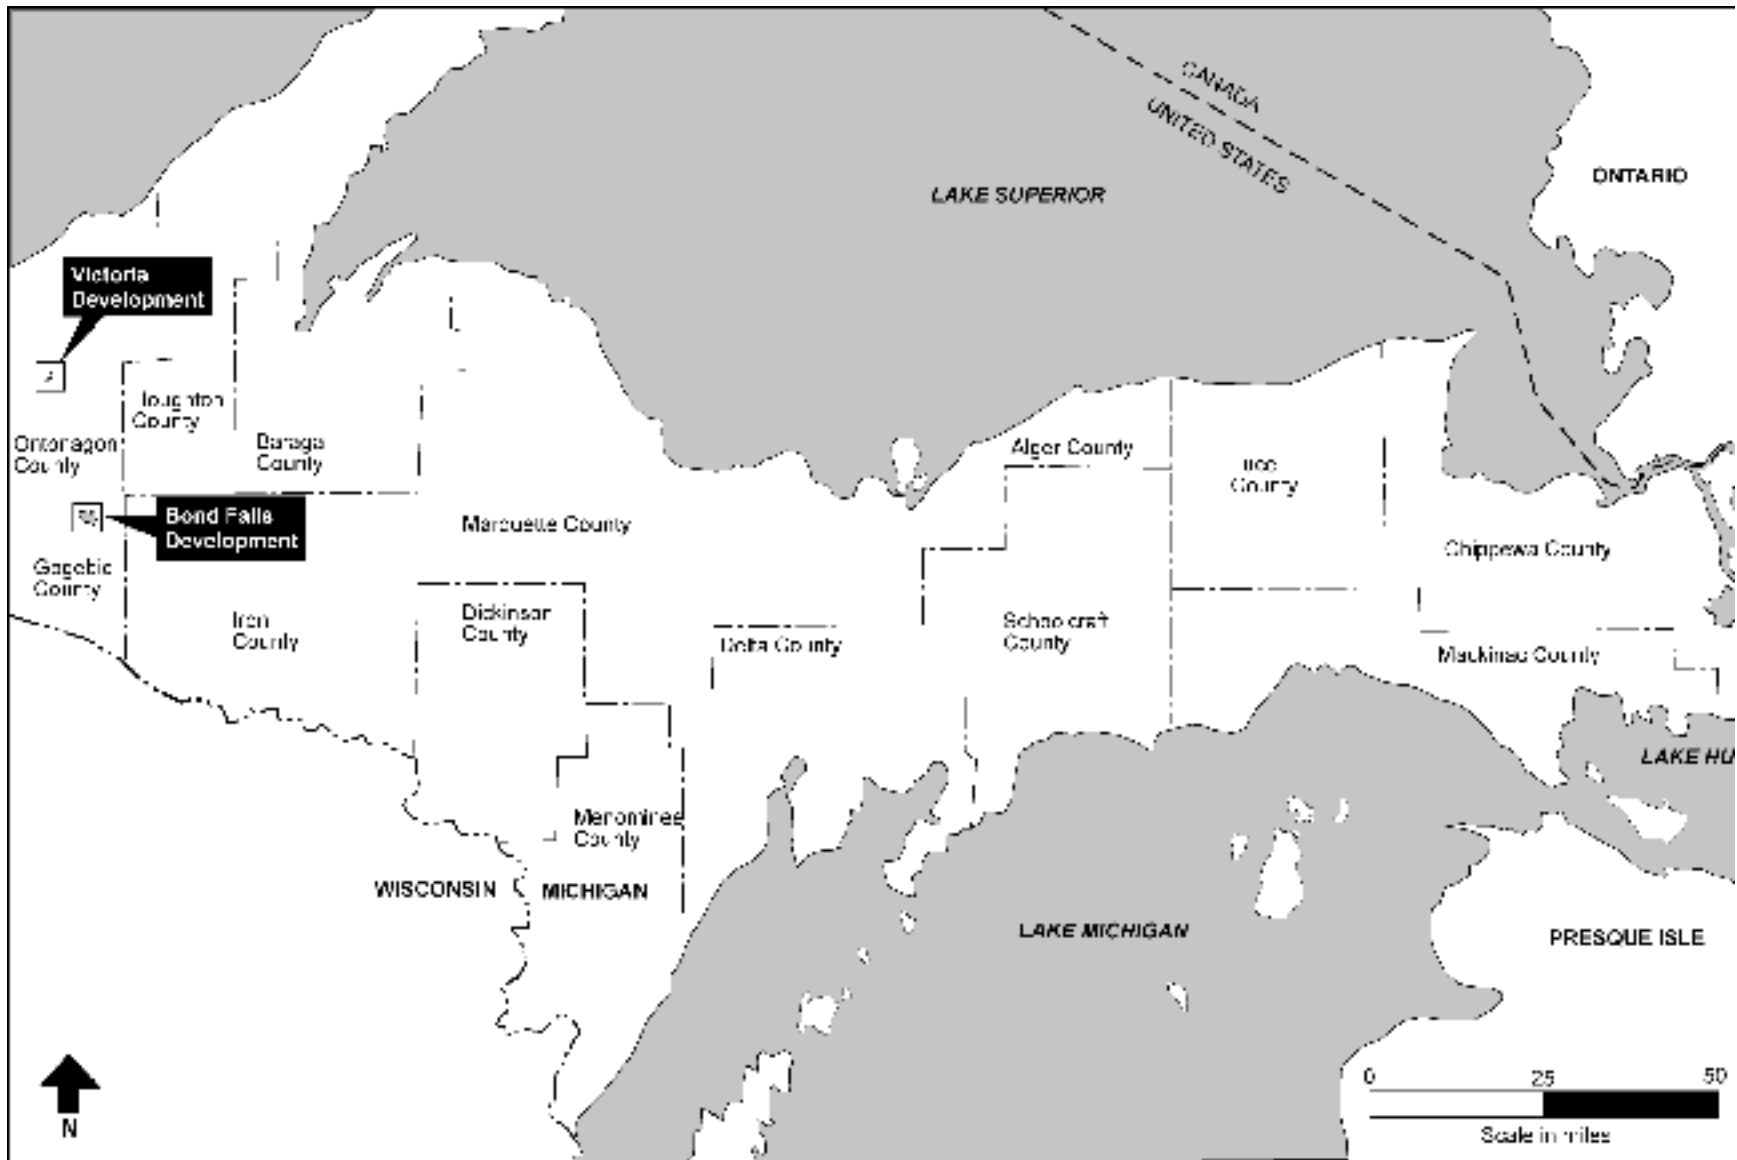 CANADA
UNITED STATES
ONTARIO
LAKE SUPERIOR
Victoria
Development
Houghton
County
Ontonagon
County
Baraga
County
Alger County
County
Bond Falls
Development
Marquette County
Chippewa County
Gogebic
County
Iron
County
Dickinson
County
Delta County
Schoolcraft
County
Mackinac County
LAKE HU
Menominee
County
WISCONSIN
MICHIGAN
LAKE MICHIGAN
PRESQUE ISLE
N
0 25 50
Scale in miles